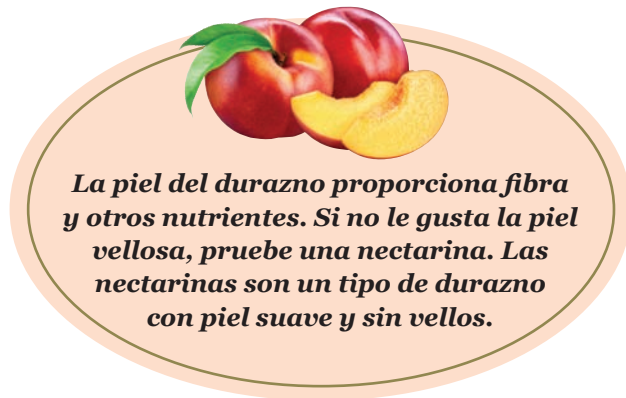 La piel del durazno proporciona fibra
y otros nutrientes. Si no le gusta la piel
vellosa, pruebe una nectarina. Las
nectarinas son un tipo de durazno
con piel suave y sin vellos.